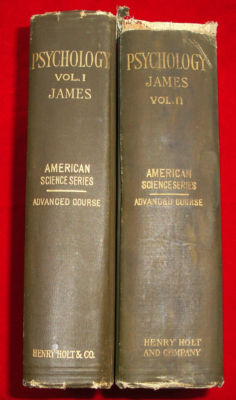 PSYCHOLOGY
VOL. I
JAMES
AMERICAN
SCIENCE SERIES
ADVANCED COURSE
HENRY HOLT & CO.
PSYCHOLOGY
JAMES
VOL. II
AMERICAN
SCIENCE SERIES
ADVANCED COURSE
HENRY HOLT
AND COMPANY